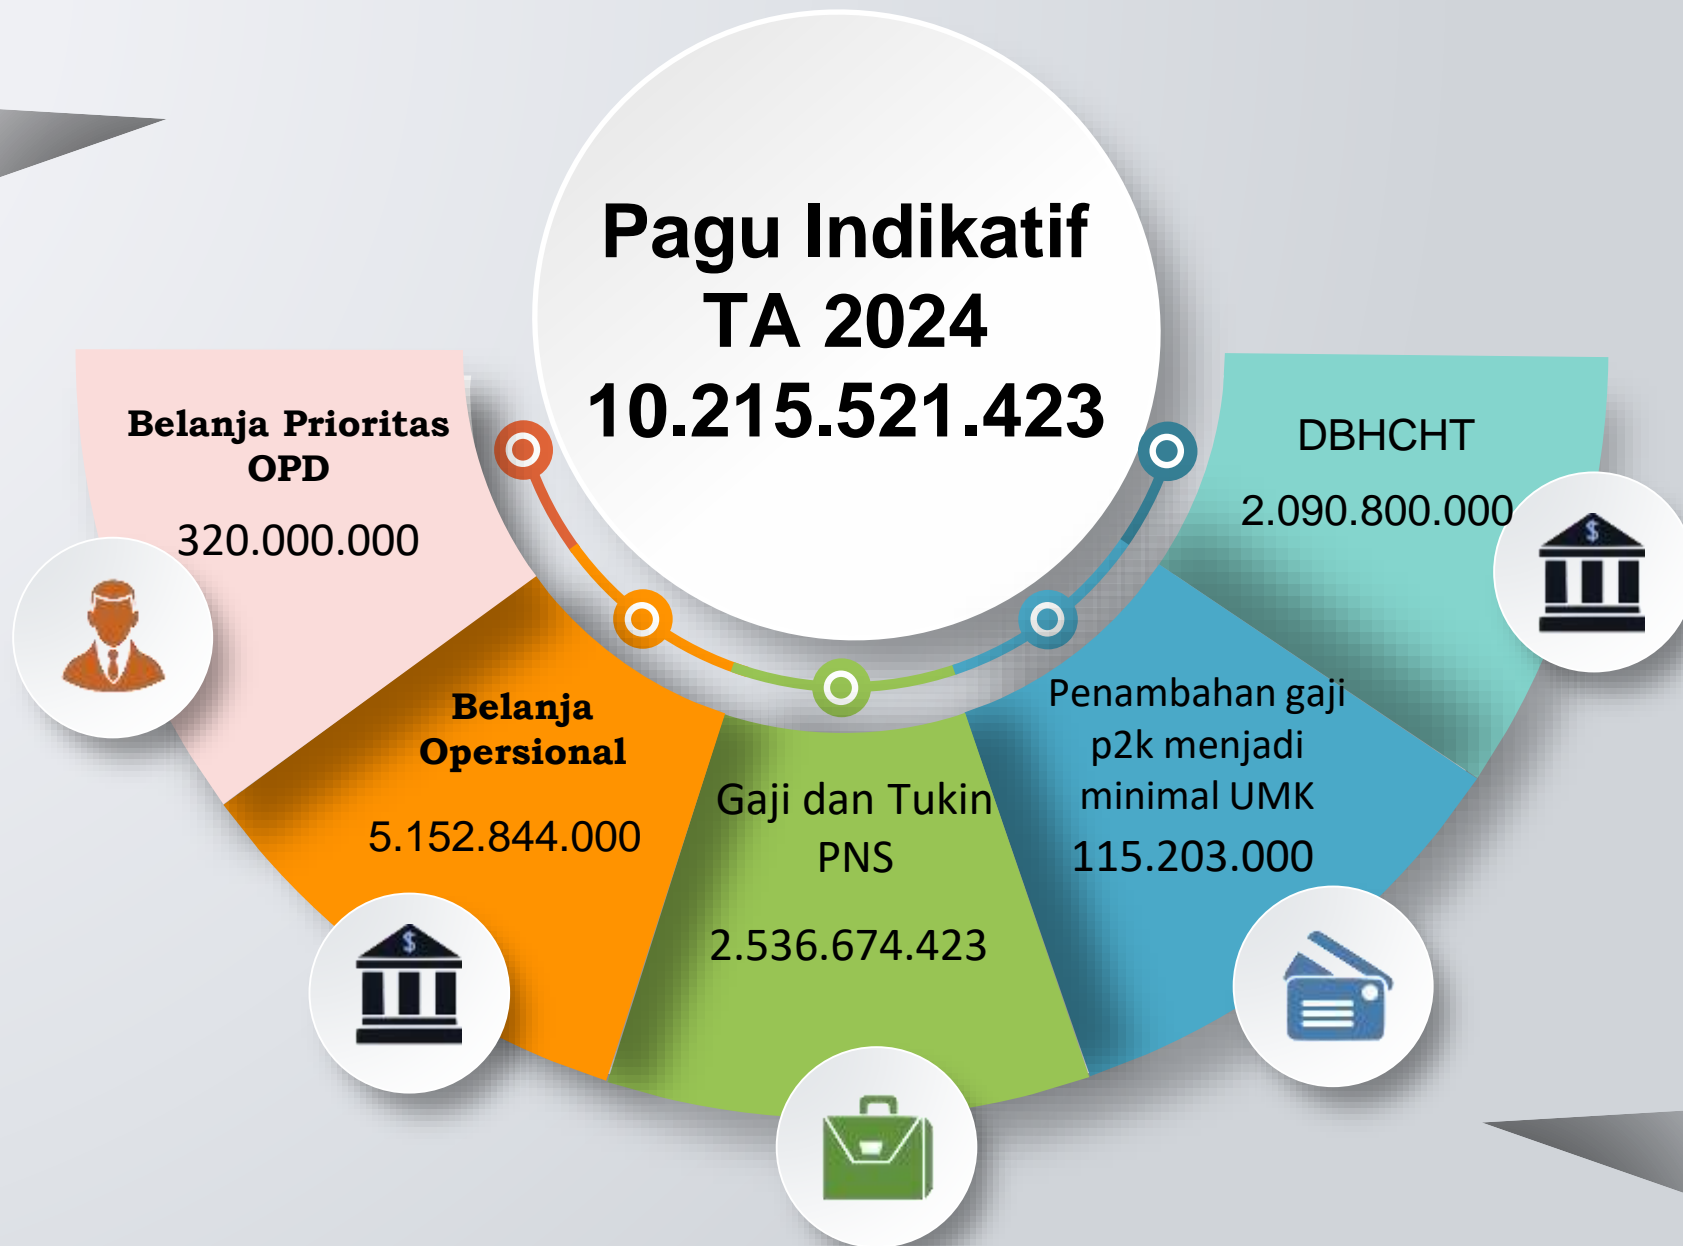 Pagu Indikatif
TA 2024
10.215.521.423
Belanja Prioritas
OPD
320.000.000
Belanja
Opersional
5.152.844.000
Gaji dan Tukin
PNS
2.536.674.423
Penambahan gaji
p2k menjadi
minimal UMK
115.203.000
DBHCHT
2.090.800.000